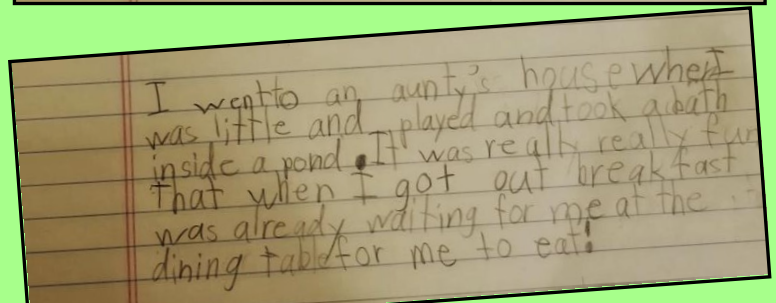 I went to an aunty's house when I
was little and played and took a bath
inside a pond. It was really really fun
that when I got out breakfast
was already waiting for me at the
dining table for me to eat!